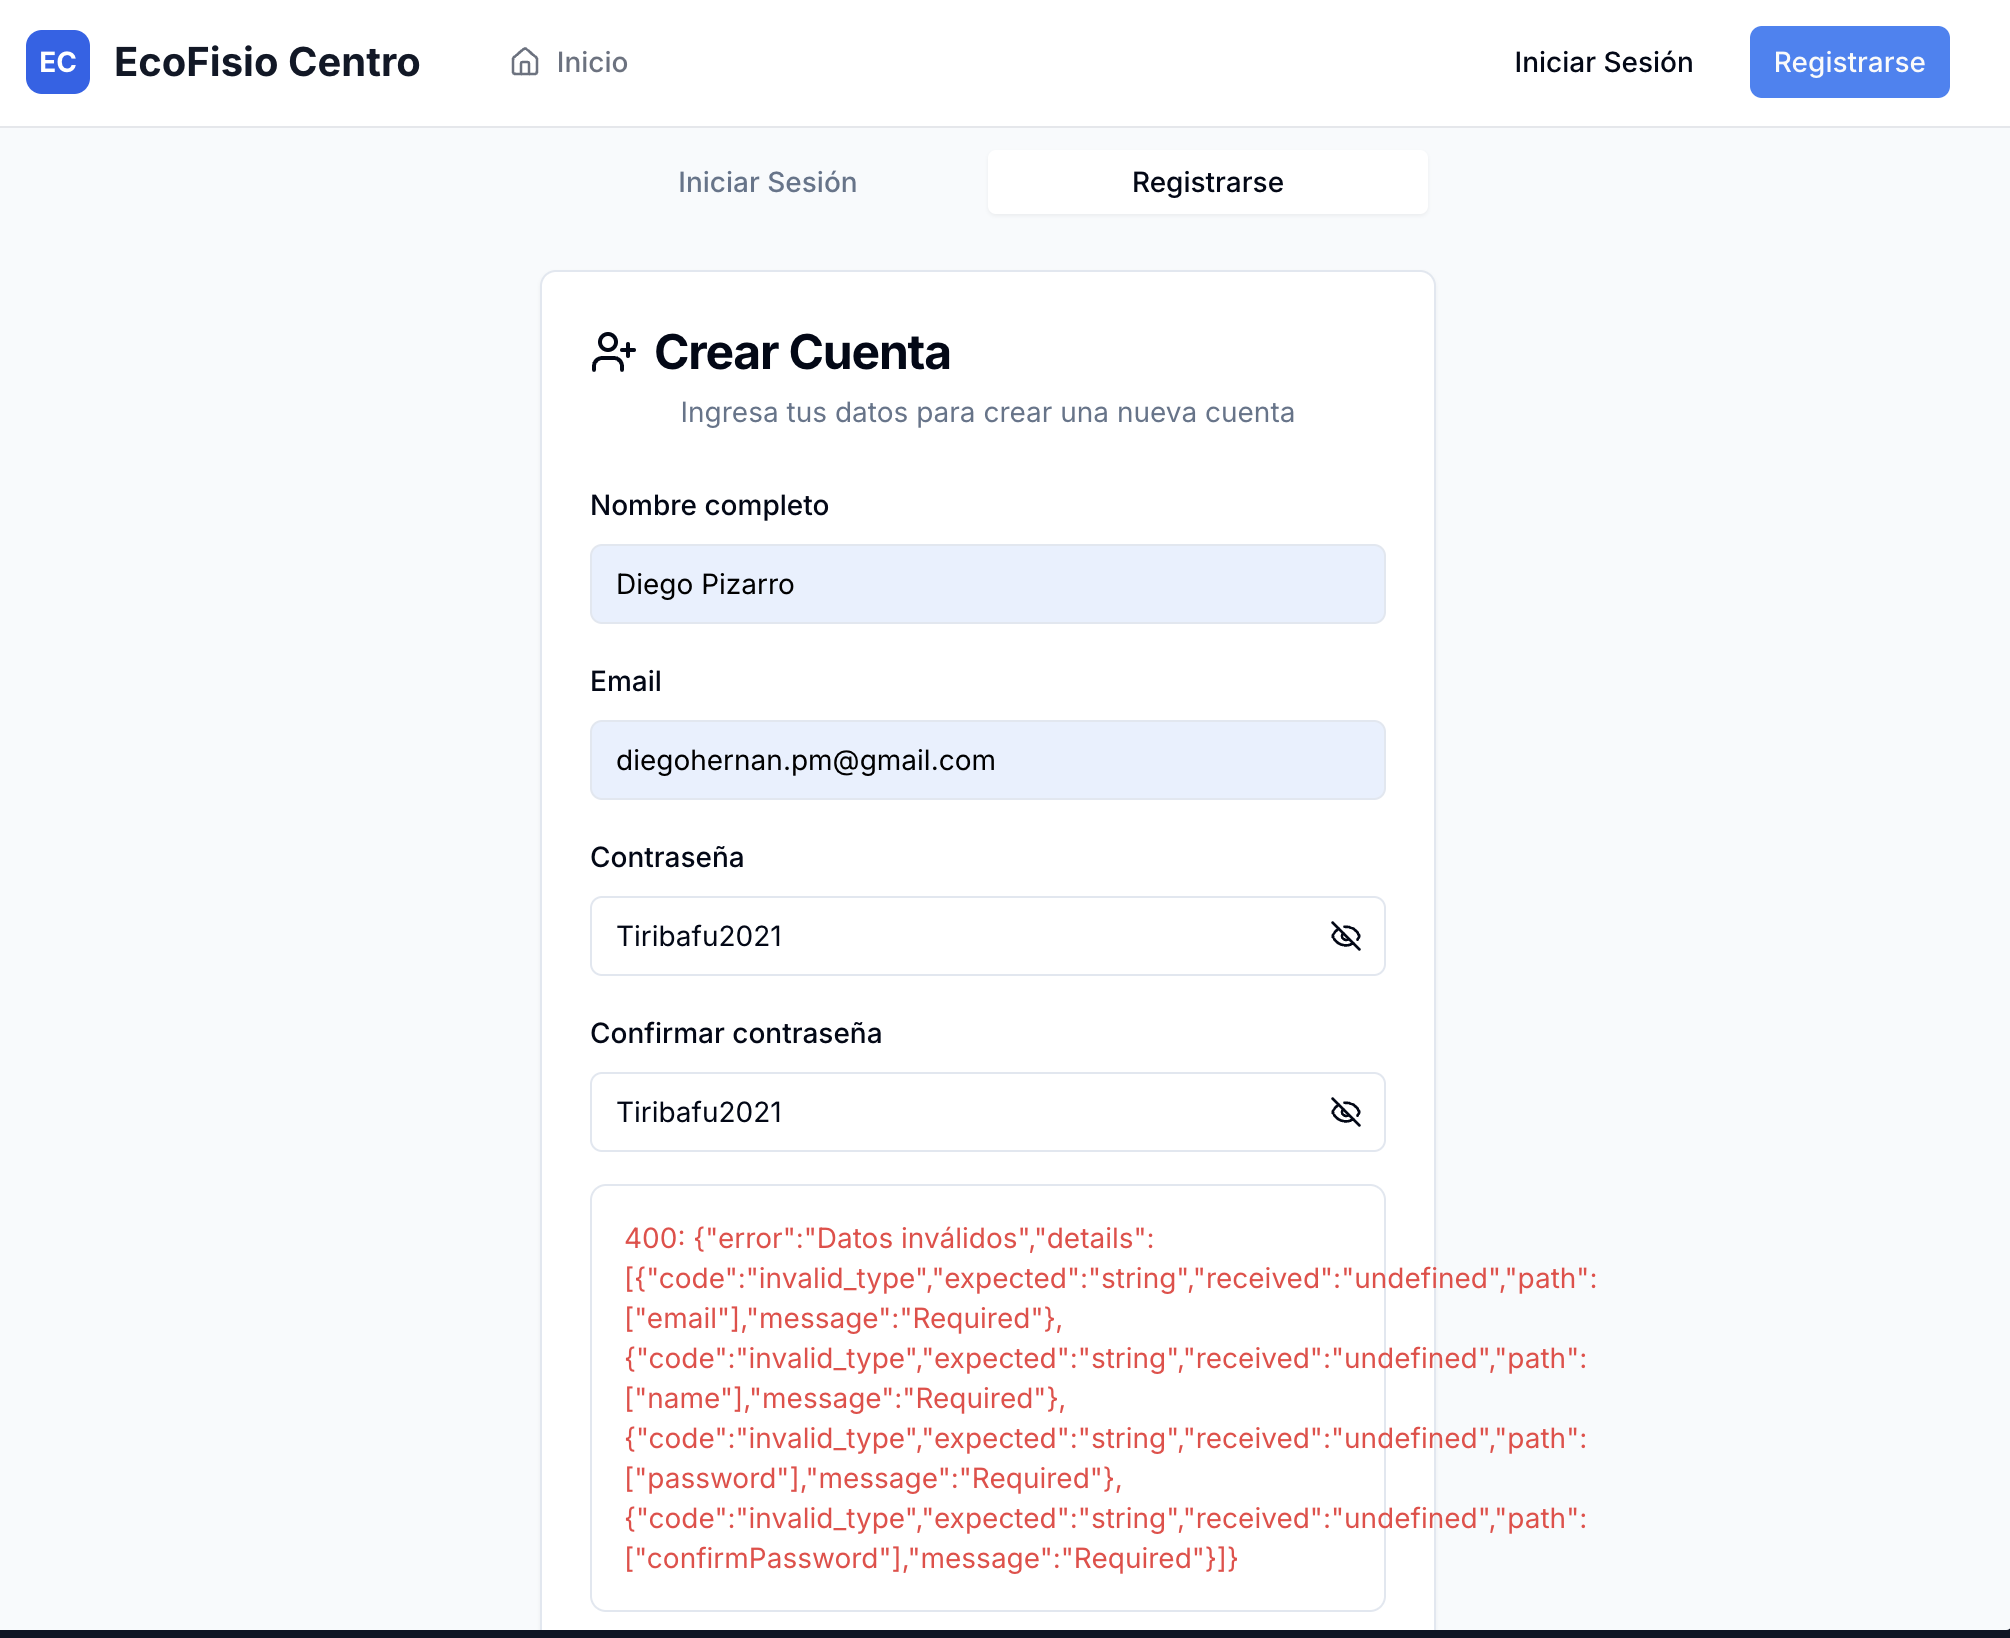 EC
EcoFisio Centro
Inicio
Iniciar Sesión
Registrarse
Iniciar Sesión
Registrarse
Crear Cuenta
Ingresa tus datos para crear una nueva cuenta
Nombre completo
Diego Pizarro
Email
diegohernan.pm@gmail.com
Contraseña
Tiribafu2021
Confirmar contraseña
Tiribafu2021
400: {"error":"Datos inválidos","details":
[{"code":"invalid_type","expected":"string","received":"undefined","path":
["email"],"message":"Required"},
{"code":"invalid_type","expected":"string","received":"undefined","path":
["name"],"message":"Required"},
{"code":"invalid_type","expected":"string","received":"undefined","path":
["password"],"message":"Required"},
{"code":"invalid_type","expected":"string","received":"undefined","path":
["confirmPassword"],"message":"Required"}]}